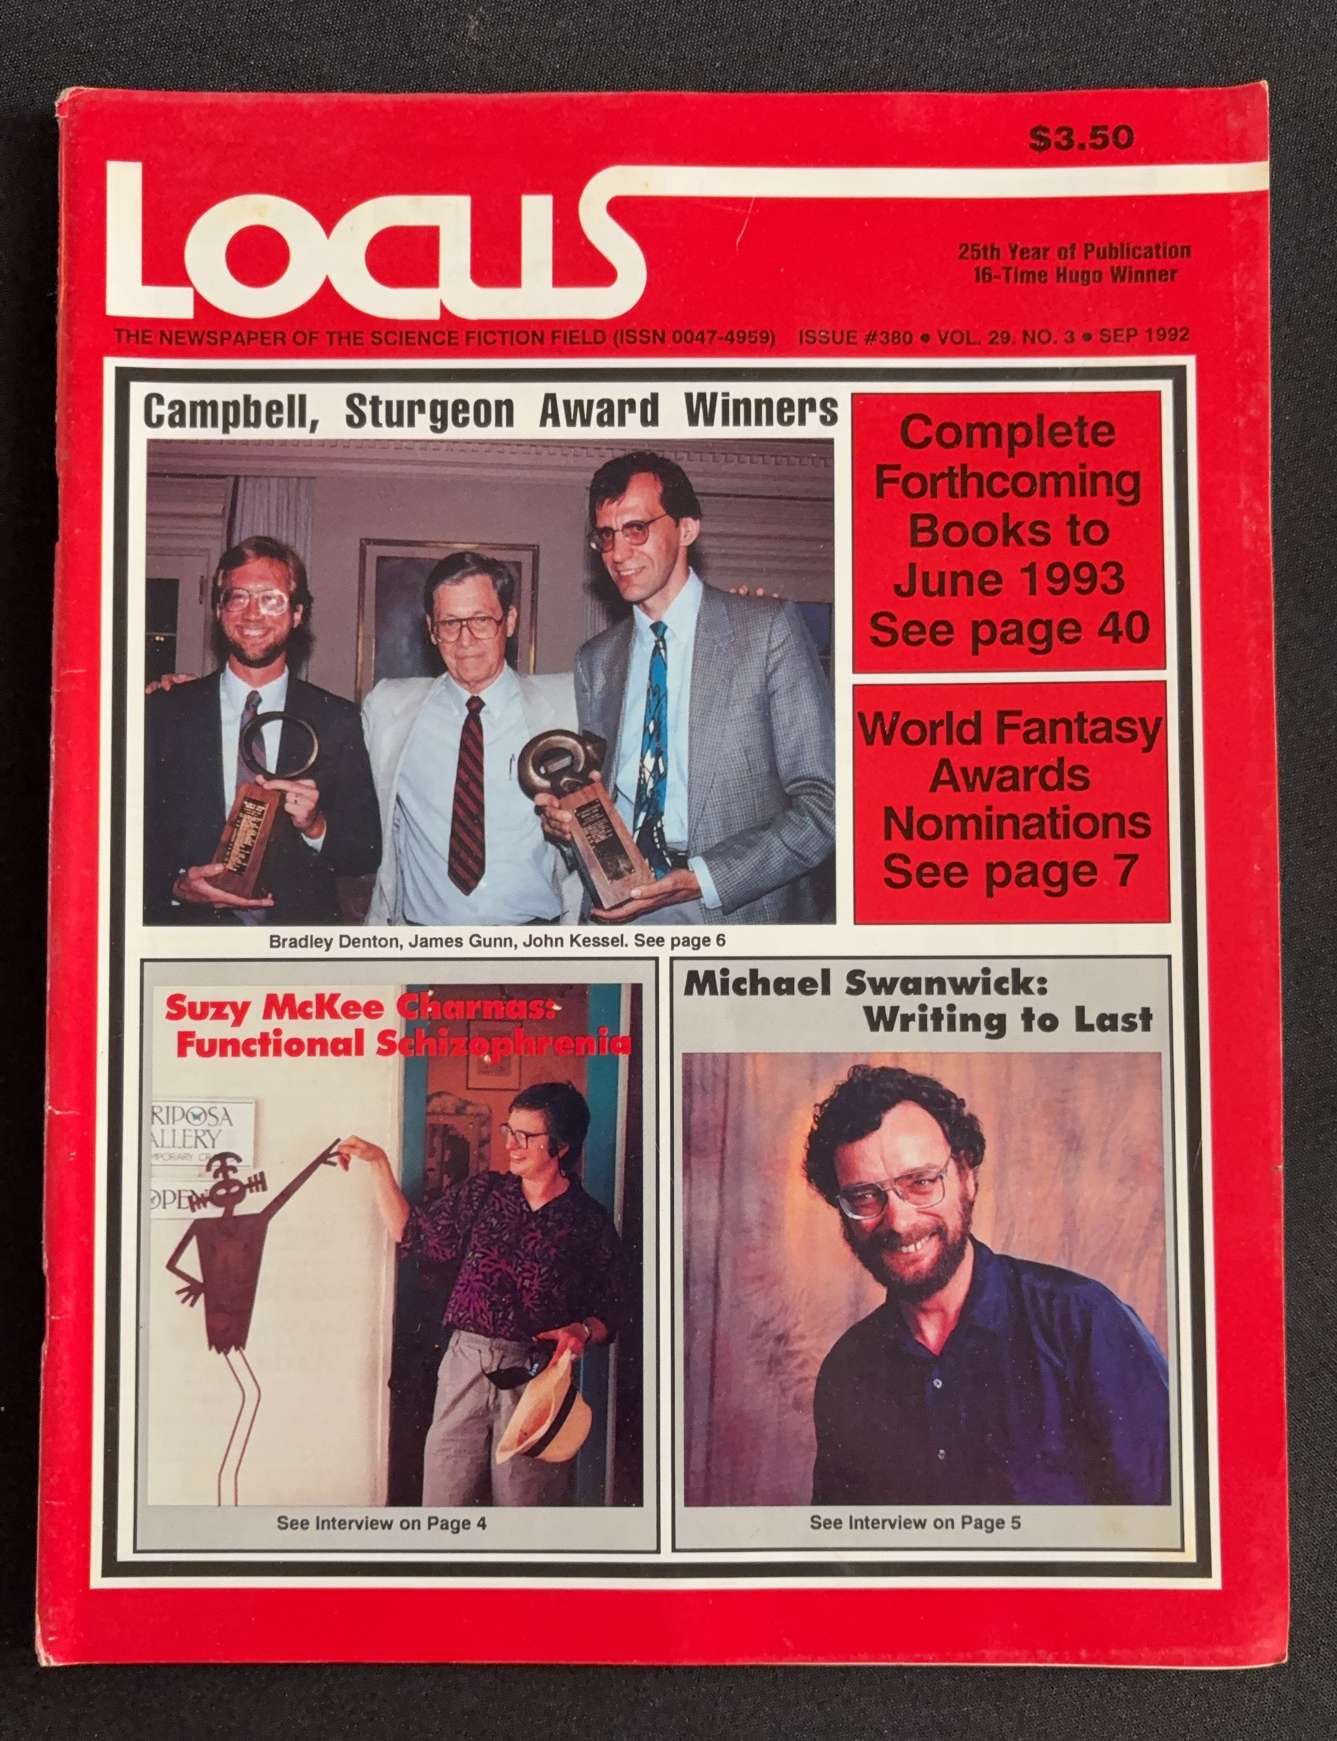 $3.50
LOCUS
25th Year of Publication
16-Time Hugo Winner
THE NEWSPAPER OF THE SCIENCE FICTION FIELD (ISSN 0047-4959) ISSUE #380 • VOL. 29, NO. 3 • SEP 1992
Campbell, Sturgeon Award Winners
Bradley Denton, James Gunn, John Kessel. See page 6
Complete
Forthcoming
Books to
June 1993
See page 40
World Fantasy
Awards
Nominations
See page 7
Suzy McKee Charnas:
Functional Schizophrenia
RIPOSA
ALLERY
MPORARY CR
OPE
See Interview on Page 4
Michael Swanwick:
Writing to Last
See Interview on Page 5